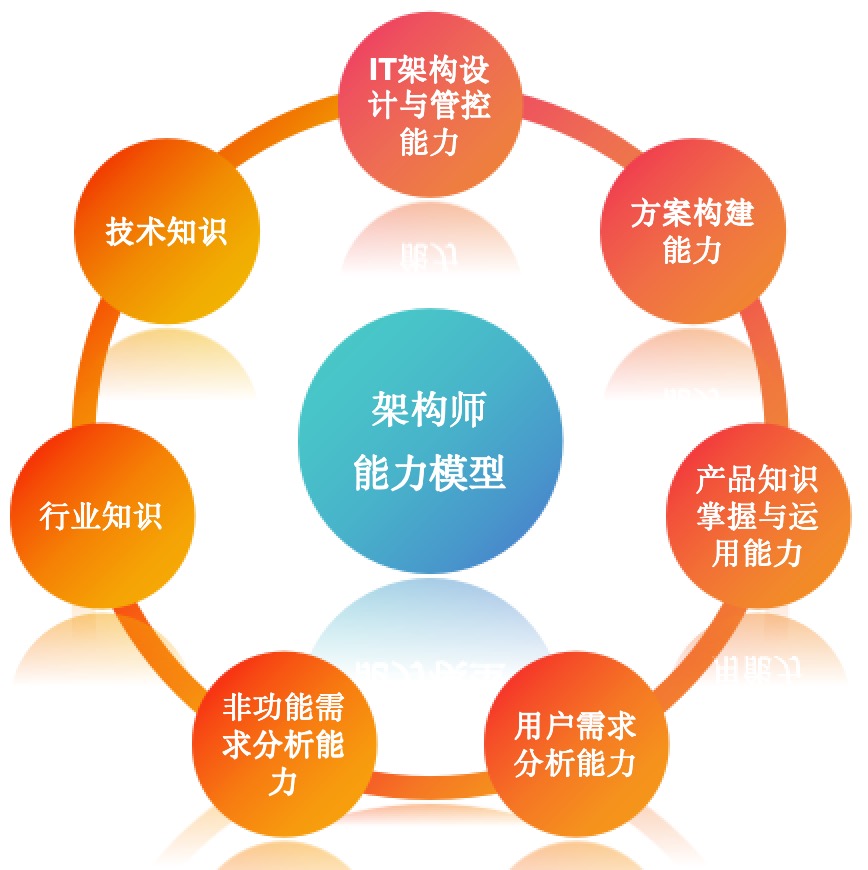 IT架构设
计与管控
能力
方案构建
能力
产品知识
掌握与运
用能力
用户需求
分析能力
非功能需
求分析能
力
行业知识
技术知识
架构师
能力模型